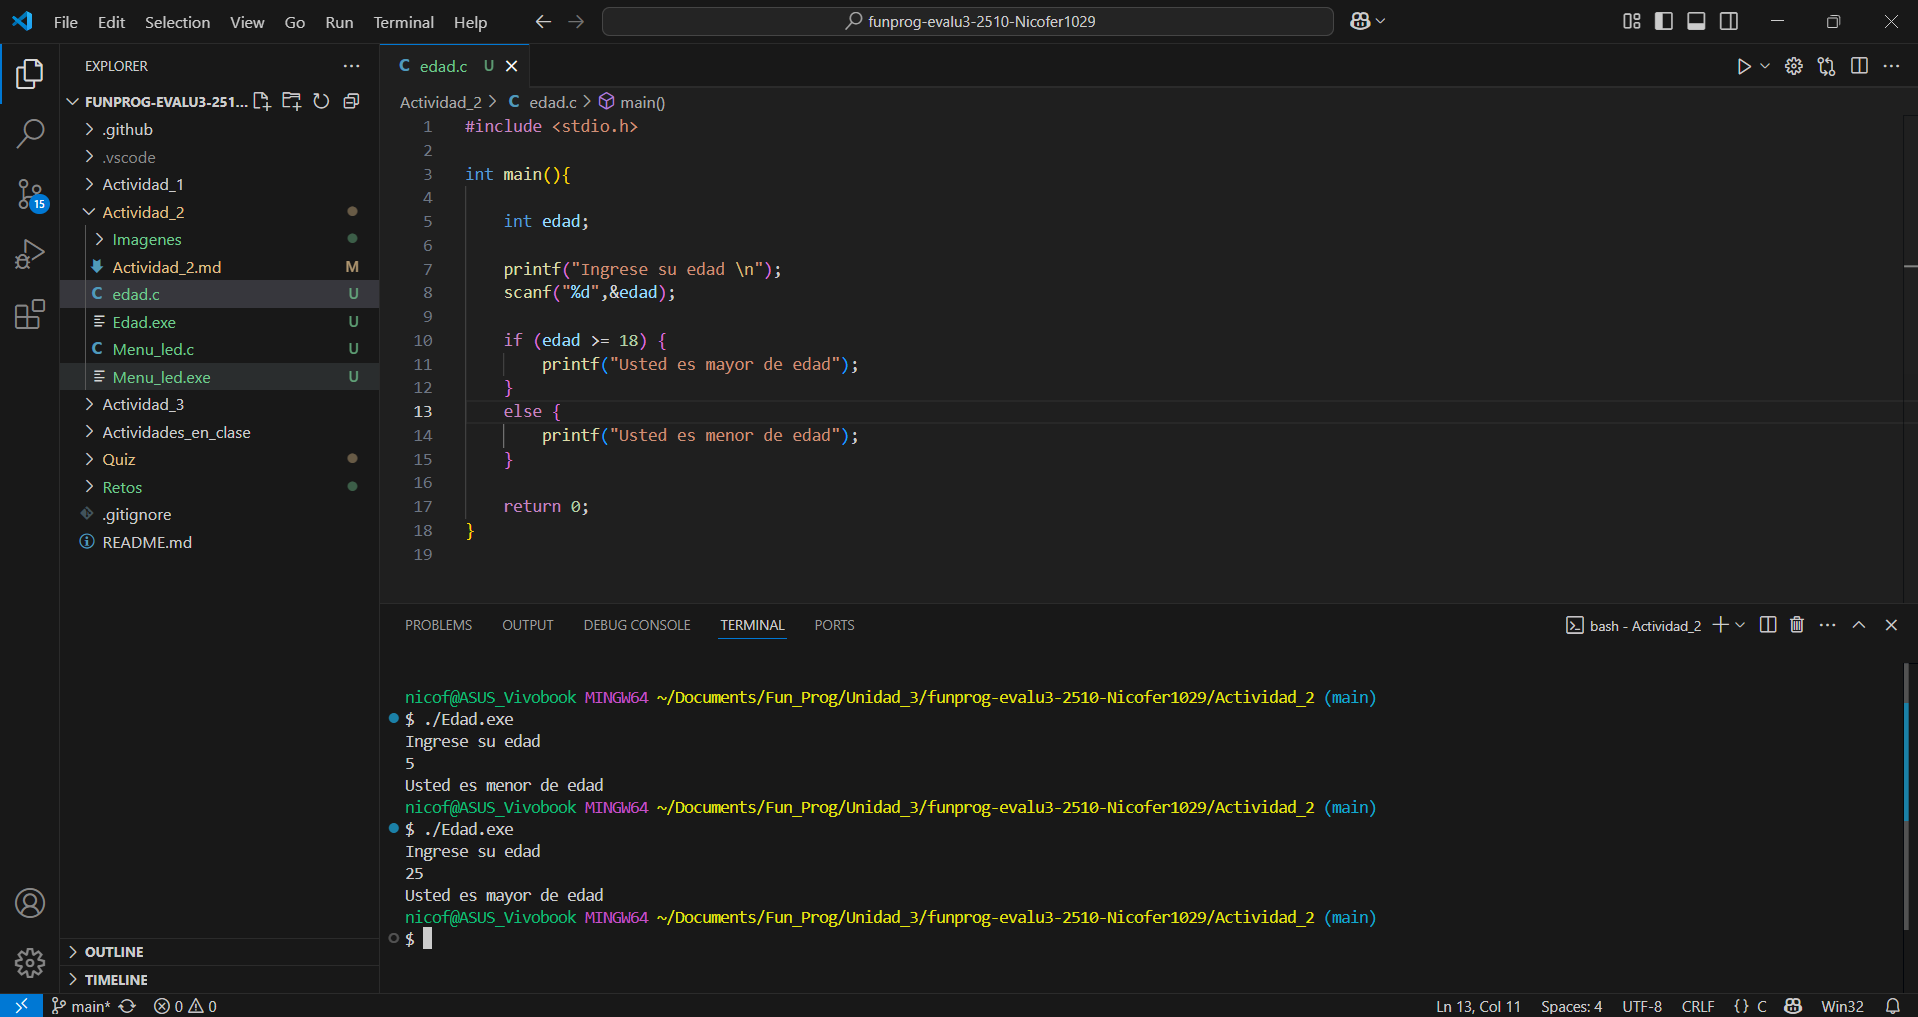 File Edit Selection View Go Run Terminal Help
funprog-evalu3-2510-Nicofer1029
EXPLORER
FUNPROG-EVALU3-251...
.github
.vscode
Actividad_1
Actividad_2
Imagenes
Actividad_2.md M
edad.c U
Edad.exe U
Menu_led.c U
Menu_led.exe U
Actividad_3
Actividades_en_clase
Quiz
Retos
.gitignore
README.md
OUTLINE
TIMELINE
15
C edad.c U
Actividad_2 > C edad.c > main()
1 #include <stdio.h>
2
3 int main(){
4
5 int edad;
6
7 printf("Ingrese su edad \n");
8 scanf("%d",&edad);
9
10 if (edad >= 18) {
11 printf("Usted es mayor de edad");
12 }
13 else {
14 printf("Usted es menor de edad");
15 }
16
17 return 0;
18 }
19
PROBLEMS OUTPUT DEBUG CONSOLE TERMINAL PORTS
bash - Actividad_2
nicof@ASUS_Vivobook MINGW64 ~/Documents/Fun_Prog/Unidad_3/funprog-evalu3-2510-Nicofer1029/Actividad_2 (main)
$ ./Edad.exe
Ingrese su edad
5
Usted es menor de edad
nicof@ASUS_Vivobook MINGW64 ~/Documents/Fun_Prog/Unidad_3/funprog-evalu3-2510-Nicofer1029/Actividad_2 (main)
$ ./Edad.exe
Ingrese su edad
25
Usted es mayor de edad
nicof@ASUS_Vivobook MINGW64 ~/Documents/Fun_Prog/Unidad_3/funprog-evalu3-2510-Nicofer1029/Actividad_2 (main)
$
main* 0 0
Ln 13, Col 11 Spaces: 4 UTF-8 CRLF {} C Win32